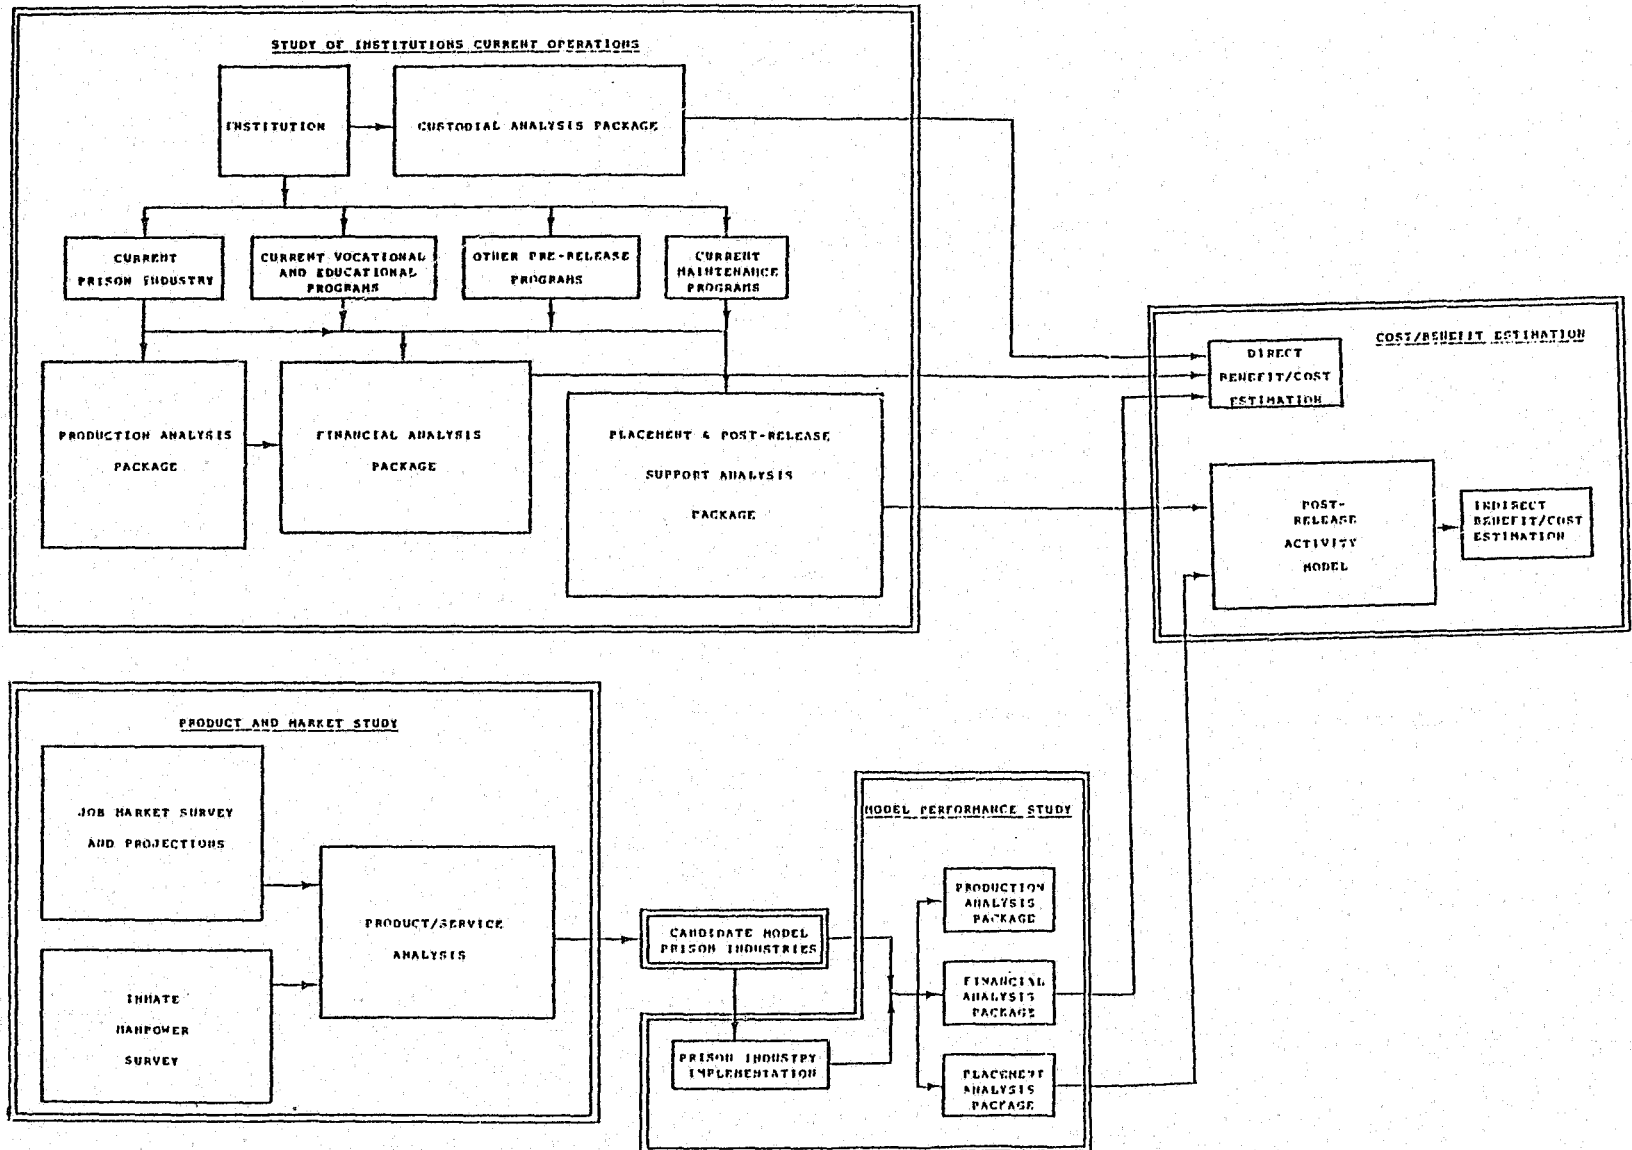 STUDY OF INSTITUTIONS CURRENT OPERATIONS
INSTITUTION
CUSTODIAL ANALYSIS PACKAGE
CURRENT
PRISON INDUSTRY
CURRENT VOCATIONAL
AND EDUCATIONAL
PROGRAMS
OTHER PRE-RELEASE
PROGRAMS
CURRENT
MAINTENANCE
PROGRAMS
PRODUCTION ANALYSIS
PACKAGE
FINANCIAL ANALYSIS
PACKAGE
PLACEMENT & POST-RELEASE
SUPPORT ANALYSIS
PACKAGE
COST/BENEFIT ESTIMATION
DIRECT
BENEFIT/COST
ESTIMATION
POST-
RELEASE
ACTIVITY
MODEL
INDIRECT
BENEFIT/COST
ESTIMATION
PRODUCT AND MARKET STUDY
JOB MARKET SURVEY
AND PROJECTIONS
INMATE
MANPOWER
SURVEY
PRODUCT/SERVICE
ANALYSIS
CANDIDATE MODEL
PRISON INDUSTRIES
MODEL PERFORMANCE STUDY
PRISON INDUSTRY
IMPLEMENTATION
PRODUCTION
ANALYSIS
PACKAGE
FINANCIAL
ANALYSIS
PACKAGE
PLACEMENT
ANALYSIS
PACKAGE